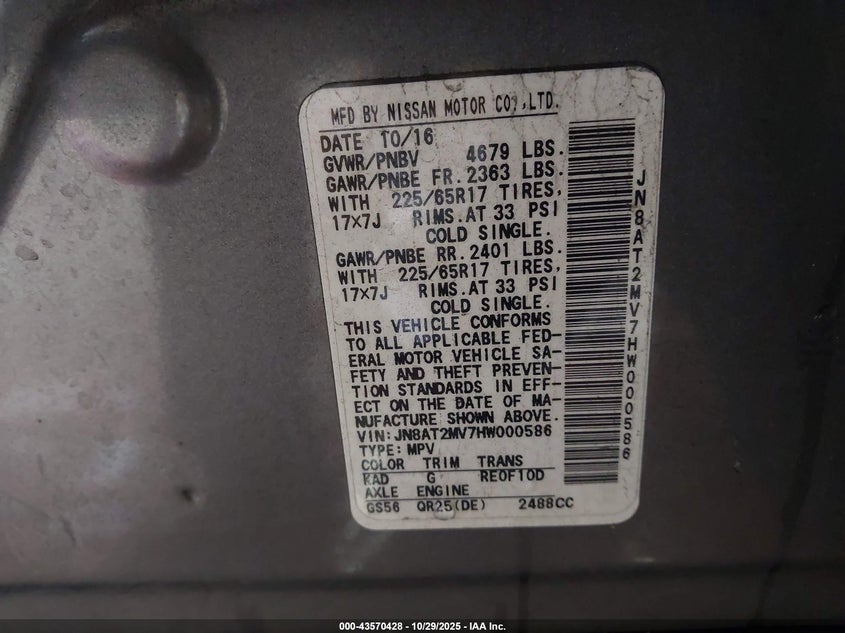 MFD BY NISSAN MOTOR CO.,LTD.
DATE 10/16
GVWR/PNBV 4679 LBS.
GAWR/PNBE FR. 2363 LBS.
WITH 225/65R17 TIRES,
17×7J RIMS.AT 33 PSI
COLD SINGLE.
GAWR/PNBE RR. 2401 LBS.
WITH 225/65R17 TIRES,
17×7J RIMS.AT 33 PSI
COLD SINGLE.
THIS VEHICLE CONFORMS
TO ALL APPLICABLE FED-
ERAL MOTOR VEHICLE SA-
FETY AND THEFT PREVEN-
TION STANDARDS IN EFF-
ECT ON THE DATE OF MA-
NUFACTURE SHOWN ABOVE.
VIN:JN8AT2MV7HW000586
TYPE:MPV
COLOR TRIM TRANS
KAD G RE0F10D
AXLE ENGINE
GS56 QR25(DE) 2488CC
JN8AT2MV7HW000586
000-43570428 - 10/29/2025 - IAA Inc.